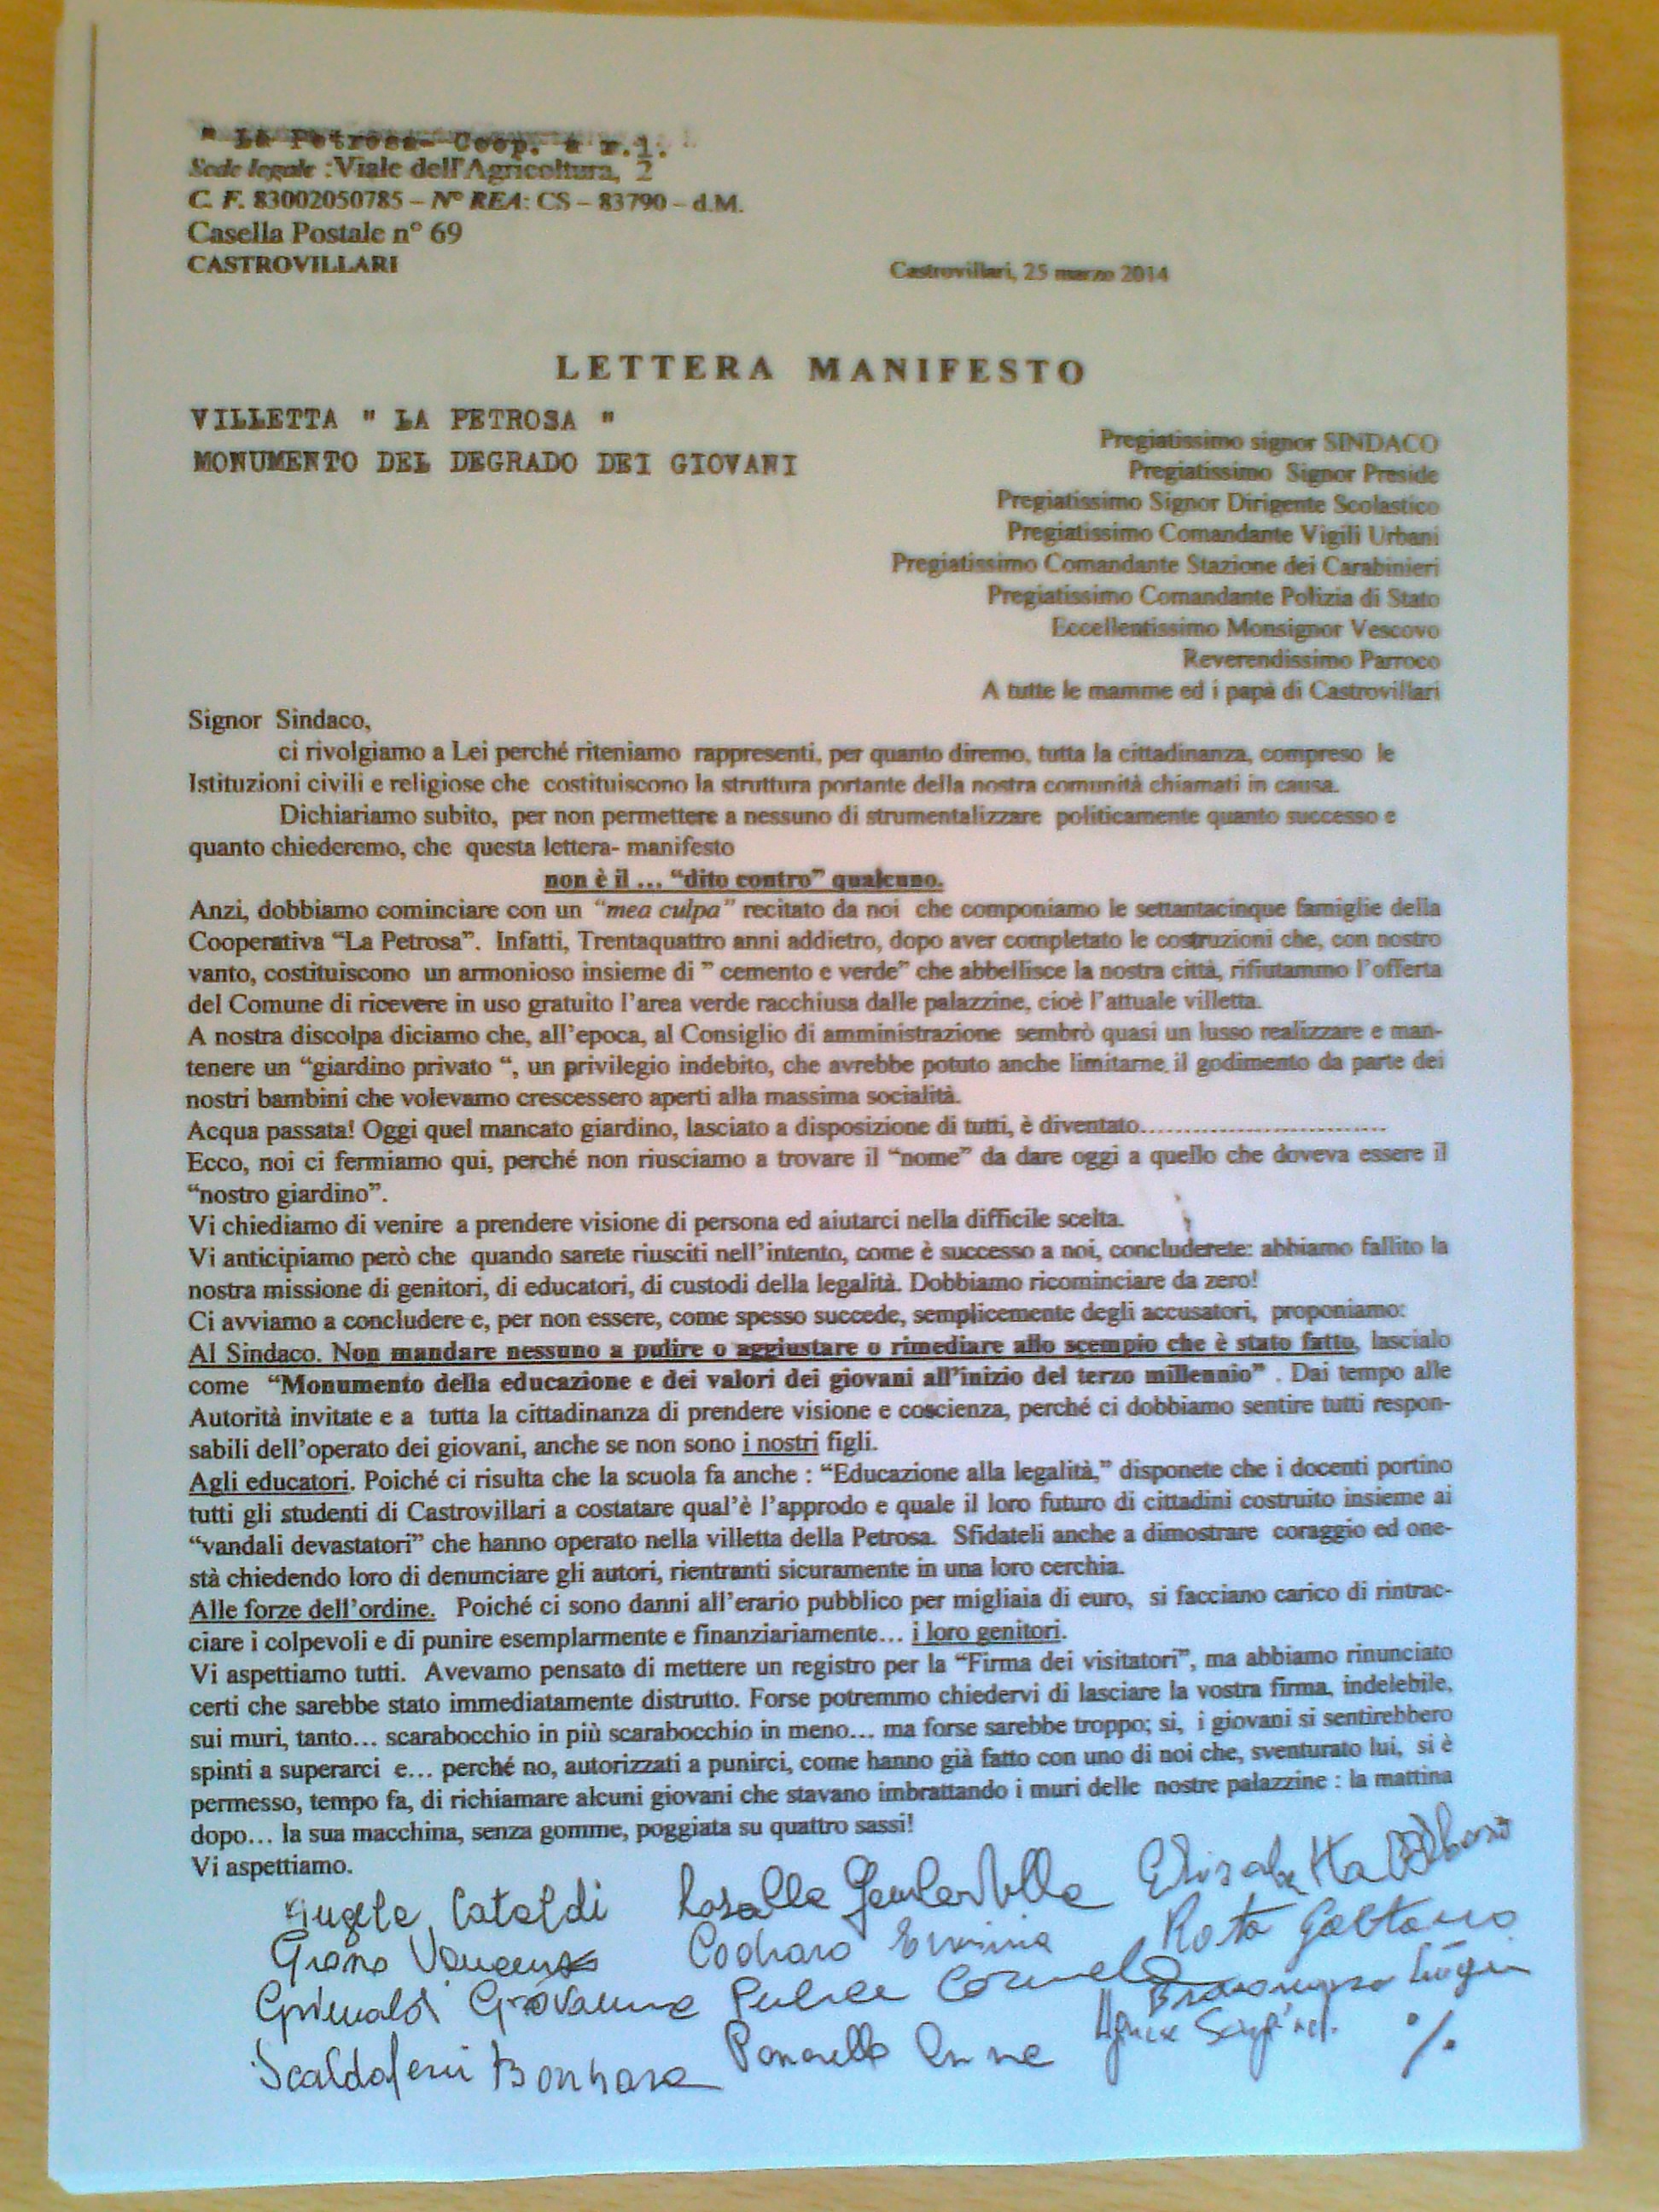 " La Petrosa- Coop. a r.l.
Sede legale : Viale dell'Agricoltura, 2
C. F. 83002050785 – N° REA: CS – 83790 – d.M.
Casella Postale n° 69
CASTROVILLARI
Castrovillari, 25 marzo 2014
LETTERA MANIFESTO
VILLETTA " LA PETROSA "
MONUMENTO DEL DEGRADO DEI GIOVANI
Pregiatissimo signor SINDACO
Pregiatissimo Signor Preside
Pregiatissimo Signor Dirigente Scolastico
Pregiatissimo Comandante Vigili Urbani
Pregiatissimo Comandante Stazione dei Carabinieri
Pregiatissimo Comandante Polizia di Stato
Eccellentissimo Monsignor Vescovo
Reverendissimo Parroco
A tutte le mamme ed i papà di Castrovillari
Signor Sindaco,
ci rivolgiamo a Lei perché riteniamo rappresenti, per quanto diremo, tutta la cittadinanza, compreso le
Istituzioni civili e religiose che costituiscono la struttura portante della nostra comunità chiamati in causa.
Dichiariamo subito, per non permettere a nessuno di strumentalizzare politicamente quanto successo e
quanto chiederemo, che questa lettera- manifesto
non è il … “dito contro” qualcuno.
Anzi, dobbiamo cominciare con un “mea culpa” recitato da noi che componiamo le settantacinque famiglie della
Cooperativa “La Petrosa”. Infatti, Trentaquattro anni addietro, dopo aver completato le costruzioni che, con nostro
vanto, costituiscono un armonioso insieme di ” cemento e verde” che abbellisce la nostra città, rifiutammo l’offerta
del Comune di ricevere in uso gratuito l’area verde racchiusa dalle palazzine, cioè l’attuale villetta.
A nostra discolpa diciamo che, all’epoca, al Consiglio di amministrazione sembrò quasi un lusso realizzare e man-
tenere un “giardino privato “, un privilegio indebito, che avrebbe potuto anche limitarne il godimento da parte dei
nostri bambini che volevamo crescessero aperti alla massima socialità.
Acqua passata! Oggi quel mancato giardino, lasciato a disposizione di tutti, è diventato............................
Ecco, noi ci fermiamo qui, perché non riusciamo a trovare il “nome” da dare oggi a quello che doveva essere il
“nostro giardino”.
Vi chiediamo di venire a prendere visione di persona ed aiutarci nella difficile scelta.
Vi anticipiamo però che quando sarete riusciti nell’intento, come è successo a noi, concluderete: abbiamo fallito la
nostra missione di genitori, di educatori, di custodi della legalità. Dobbiamo ricominciare da zero!
Ci avviamo a concludere e, per non essere, come spesso succede, semplicemente degli accusatori, proponiamo:
Al Sindaco. Non mandare nessuno a pulire o aggiustare o rimediare allo scempio che è stato fatto, lascialo
come “Monumento della educazione e dei valori dei giovani all’inizio del terzo millennio” . Dai tempo alle
Autorità invitate e a tutta la cittadinanza di prendere visione e coscienza, perché ci dobbiamo sentire tutti respon-
sabili dell’operato dei giovani, anche se non sono i nostri figli.
Agli educatori. Poiché ci risulta che la scuola fa anche : “Educazione alla legalità,” disponete che i docenti portino
tutti gli studenti di Castrovillari a costatare qual’è l’approdo e quale il loro futuro di cittadini costruito insieme ai
“vandali devastatori” che hanno operato nella villetta della Petrosa. Sfidateli anche a dimostrare coraggio ed one-
stà chiedendo loro di denunciare gli autori, rientranti sicuramente in una loro cerchia.
Alle forze dell’ordine. Poiché ci sono danni all’erario pubblico per migliaia di euro, si facciano carico di rintrac-
ciare i colpevoli e di punire esemplarmente e finanziariamente… i loro genitori.
Vi aspettiamo tutti. Avevamo pensato di mettere un registro per la “Firma dei visitatori”, ma abbiamo rinunciato
certi che sarebbe stato immediatamente distrutto. Forse potremmo chiedervi di lasciare la vostra firma, indelebile,
sui muri, tanto… scarabocchio in più scarabocchio in meno… ma forse sarebbe troppo; si, i giovani si sentirebbero
spinti a superarci e… perché no, autorizzati a punirci, come hanno già fatto con uno di noi che, sventurato lui, si è
permesso, tempo fa, di richiamare alcuni giovani che stavano imbrattando i muri delle nostre palazzine : la mattina
dopo… la sua macchina, senza gomme, poggiata su quattro sassi!
Vi aspettiamo.
Cataldi Elisabetta
Rota Gaetano
Grimaldi Giovanna
Scaldaferri Barbara